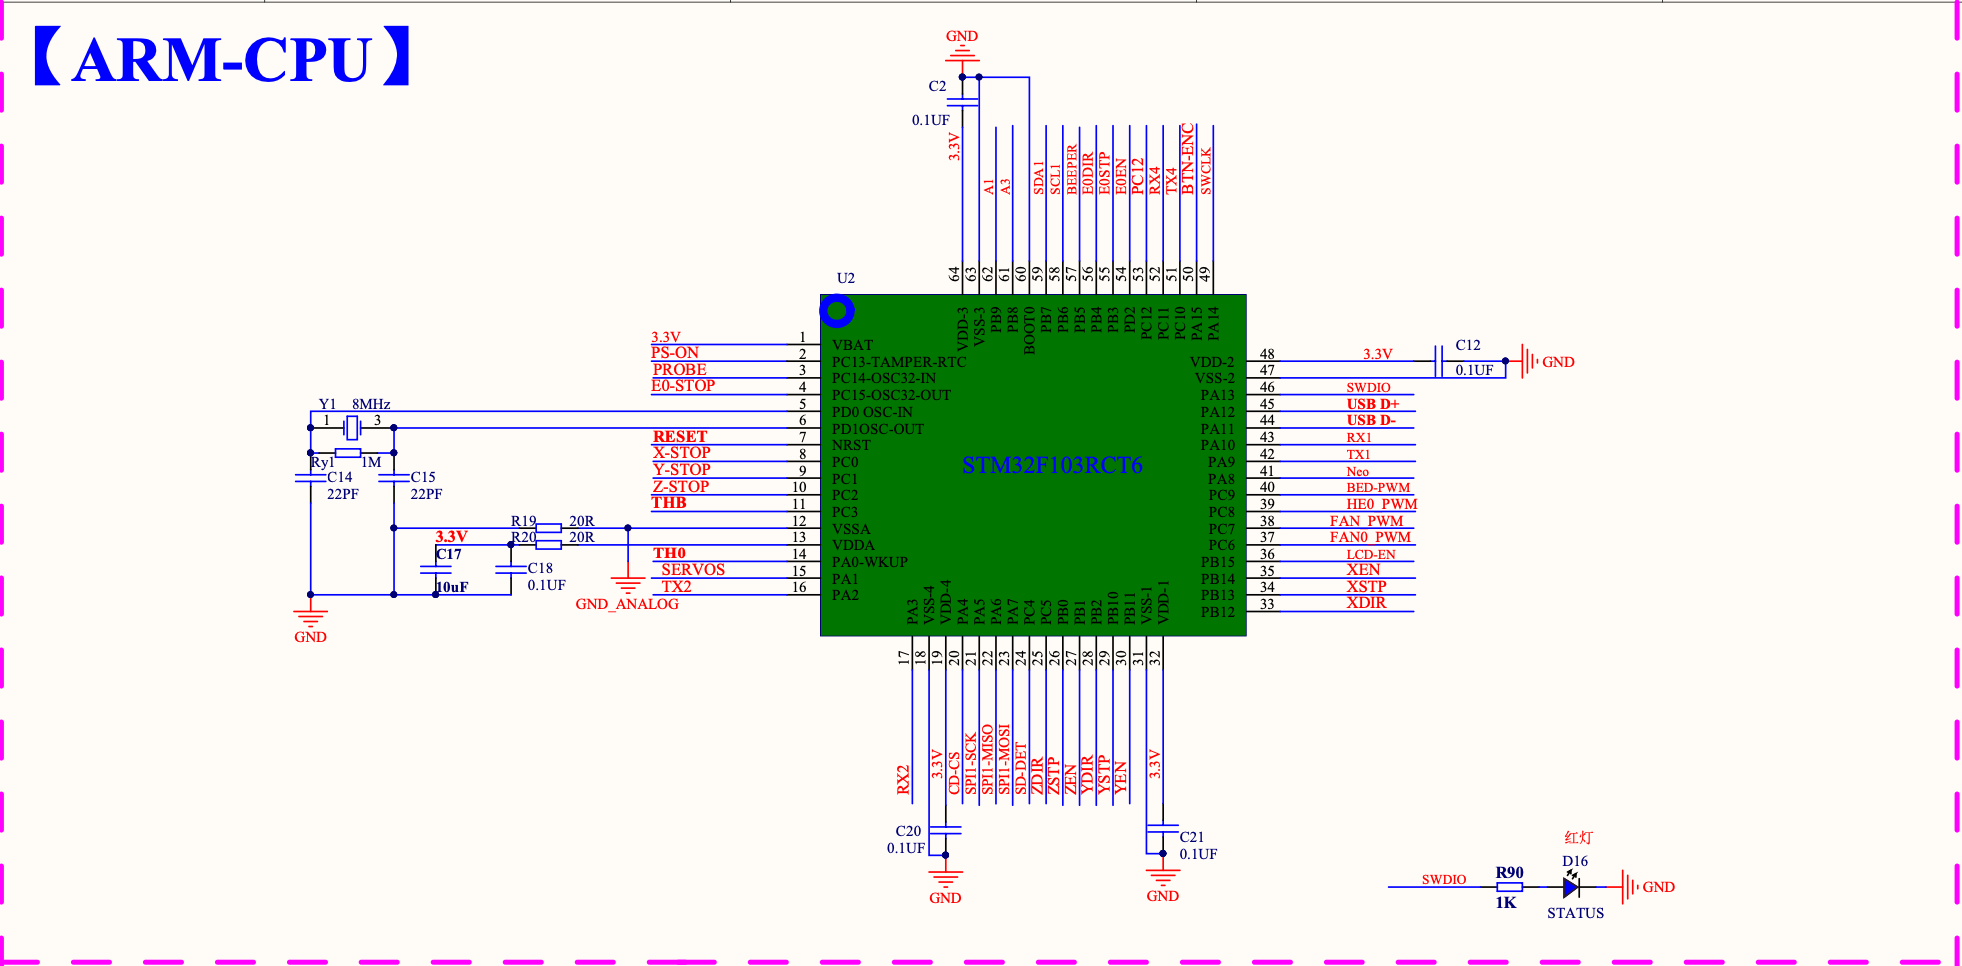 【ARM-CPU】
GND
C2
0.1UF
3.3V
A1
A3
SDA1
SCL1
BEEPER
E0DIR
E0STP
E0EN
PC12
RX4
TX4
BTN-ENC
SWCLK
64
63
62
61
60
59
58
57
56
55
54
53
52
51
50
49
U2
VDD-3
VSS-3
PB9
PB8
BOOT0
PB7
PB6
PB5
PB4
PB3
PD2
PC12
PC11
PC10
PA15
PA14
3.3V 1 VBAT
PS-ON 2 PC13-TAMPER-RTC
PROBE 3 PC14-OSC32-IN
E0-STOP 4 PC15-OSC32-OUT
5 PD0 OSC-IN
6 PD1OSC-OUT
RESET 7 NRST
X-STOP 8 PC0
Y-STOP 9 PC1
Z-STOP 10 PC2
THB 11 PC3
12 VSSA
13 VDDA
TH0 14 PA0-WKUP
SERVOS 15 PA1
TX2 16 PA2
Y1 8MHz
1 3
Ry1 1M
C14
22PF
C15
22PF
R19 20R
R20 20R
3.3V
C17
10uF
C18
0.1UF
GND_ANALOG
GND
STM32F103RCT6
VDD-2 48 3.3V
VSS-2 47
PA13 46 SWDIO
PA12 45 USB D+
PA11 44 USB D-
PA10 43 RX1
PA9 42 TX1
PA8 41 Neo
PC9 40 BED-PWM
PC8 39 HE0_PWM
PC7 38 FAN_PWM
PC6 37 FAN0_PWM
PB15 36 LCD-EN
PB14 35 XEN
PB13 34 XSTP
PB12 33 XDIR
C12
0.1UF
GND
PA3
VSS-4
VDD-4
PA4
PA5
PA6
PA7
PC4
PC5
PB0
PB1
PB2
PB10
PB11
VSS-1
VDD-1
17
18
19
20
21
22
23
24
25
26
27
28
29
30
31
32
RX2
3.3V
CD-CS
SPI1-SCK
SPI1-MISO
SPI1-MOSI
SD-DET
ZDIR
ZSTP
ZEN
YDIR
YSTP
YEN
3.3V
C20
0.1UF
GND
C21
0.1UF
GND
红灯
D16
SWDIO
R90
1K
STATUS
GND